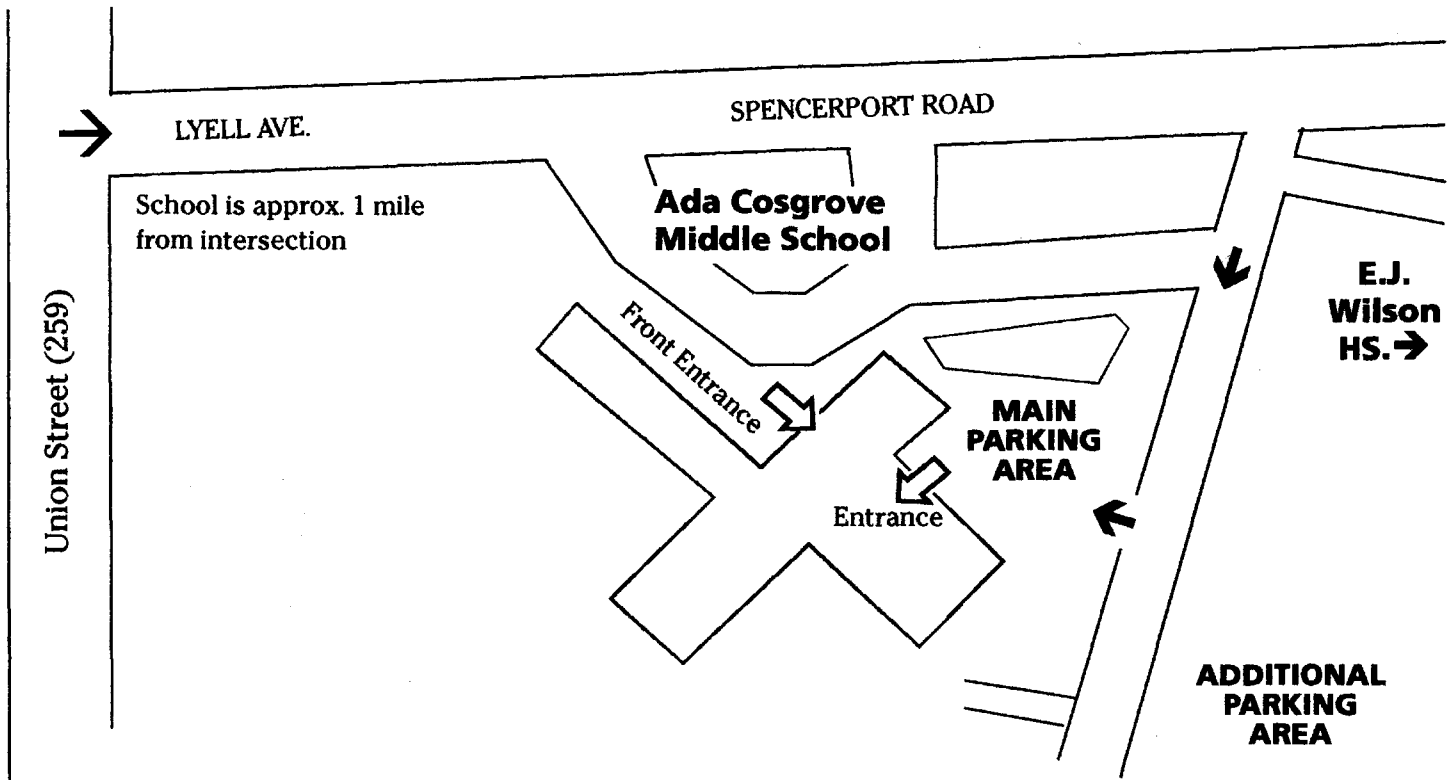 SPENCERPORT ROAD
LYELL AVE.
School is approx. 1 mile
from intersection
Ada Cosgrove
Middle School
Union Street (259)
E.J.
Wilson
HS.
Front Entrance
MAIN
PARKING
AREA
Entrance
ADDITIONAL
PARKING
AREA